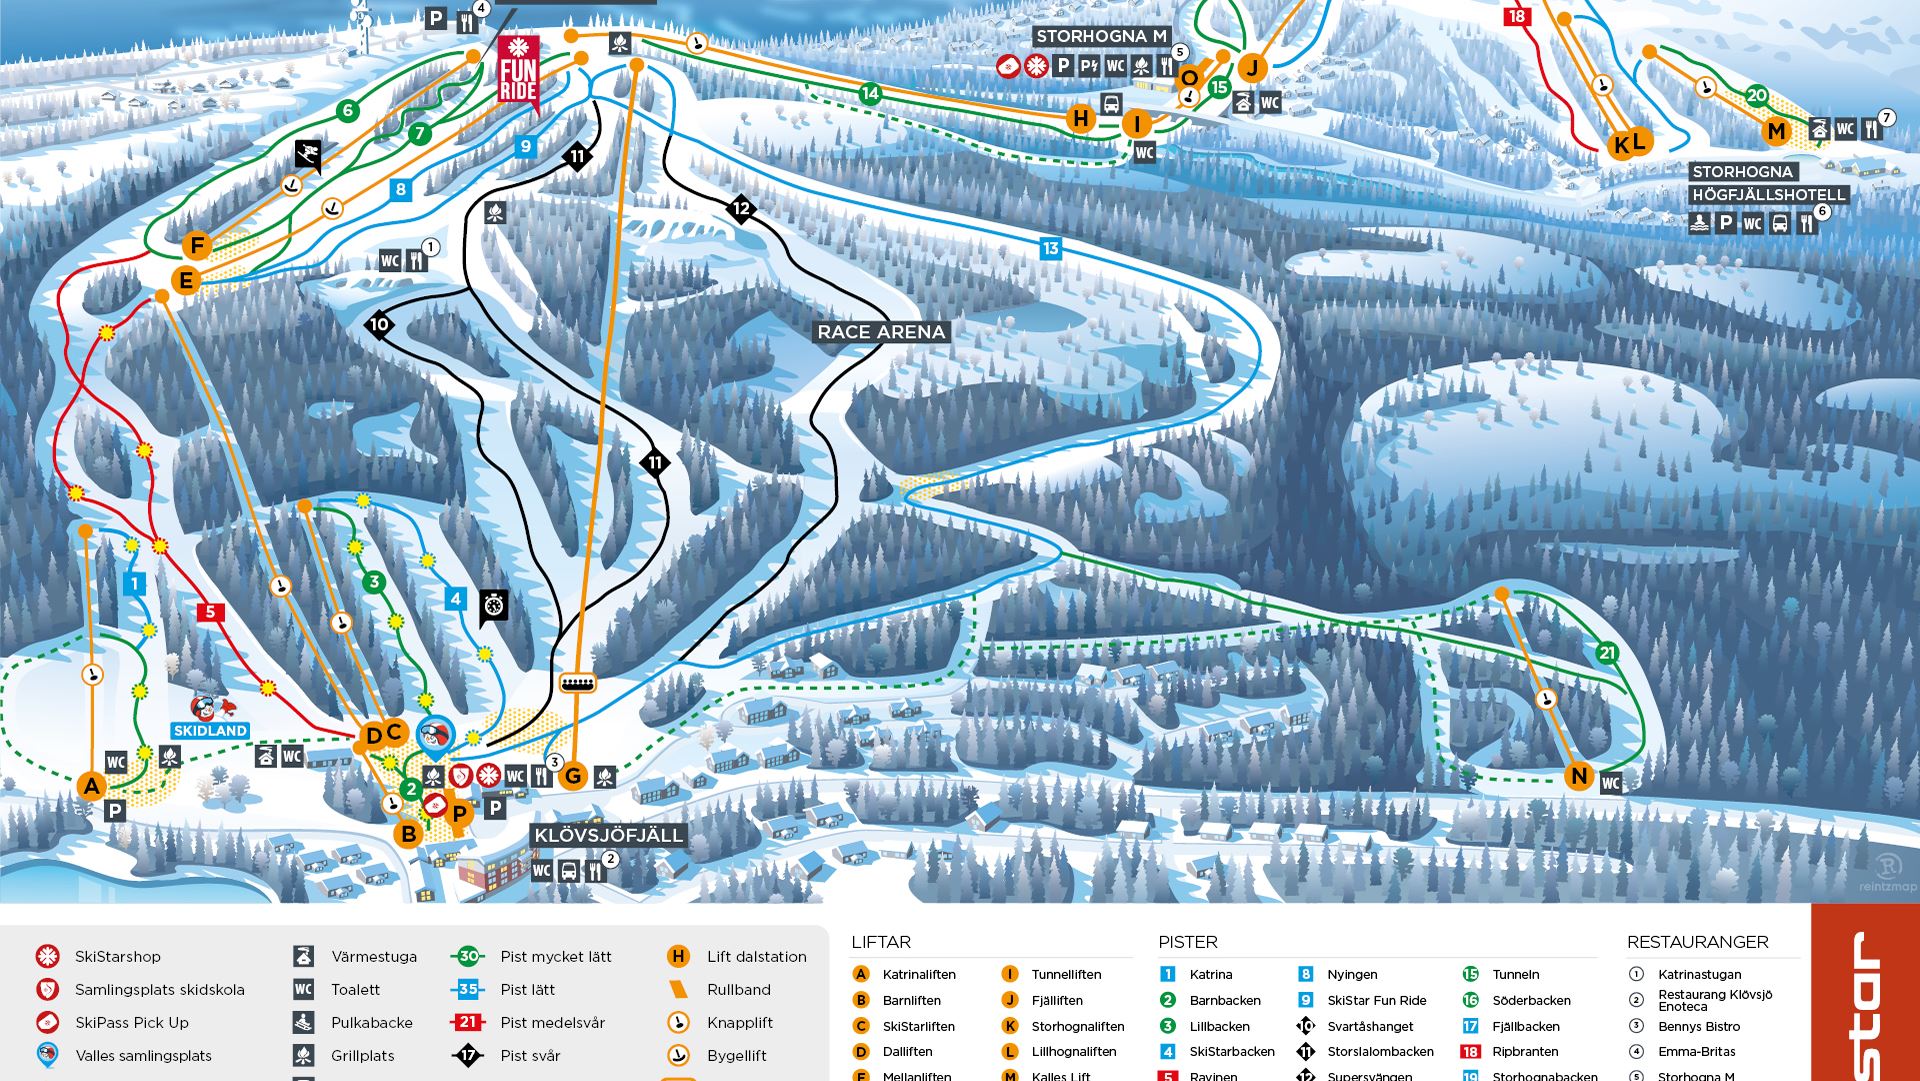 P 4
FUN
RIDE
STORHOGNA M
P P WC 5
18
6
7
14
O
15
J
WC
20
M
WC 7
H
I
WC
K L
9
11
8
12
STORHOGNA
HÖGFJÄLLSHOTELL
P WC 6
F
E
WC 1
13
10
RACE ARENA
11
1
3
4
5
21
SKIDLAND
D C
WC
WC
WC 3
G
A
P
2
P
P
B
N
WC
KLÖVSJÖFJÄLL
WC 2
reintzmap
SkiStarshop
Samlingsplats skidskola
SkiPass Pick Up
Valles samlingsplats
Värmestuga
WC Toalett
Pulkabacke
Grillplats
30 Pist mycket lätt
35 Pist lätt
21 Pist medelsvår
17 Pist svår
H Lift dalstation
Rullband
Knapplift
Bygellift
LIFTAR
A Katrinaliften
B Barnliften
C SkiStarliften
D Dalliften
E Mellanliften
I Tunnelliften
J Fjälliften
K Storhognaliften
L Lillhognaliften
M Kalles Lift
PISTER
1 Katrina
2 Barnbacken
3 Lillbacken
4 SkiStarbacken
5 Ravinen
8 Nyingen
9 SkiStar Fun Ride
10 Svartåshanget
11 Storslalombacken
12 Supersvängen
15 Tunneln
16 Söderbacken
17 Fjällbacken
18 Ripbranten
19 Storhognabacken
RESTAURANGER
1 Katrinastugan
2 Restaurang Klövsjö
Enoteca
3 Bennys Bistro
4 Emma-Britas
5 Storhogna M
star